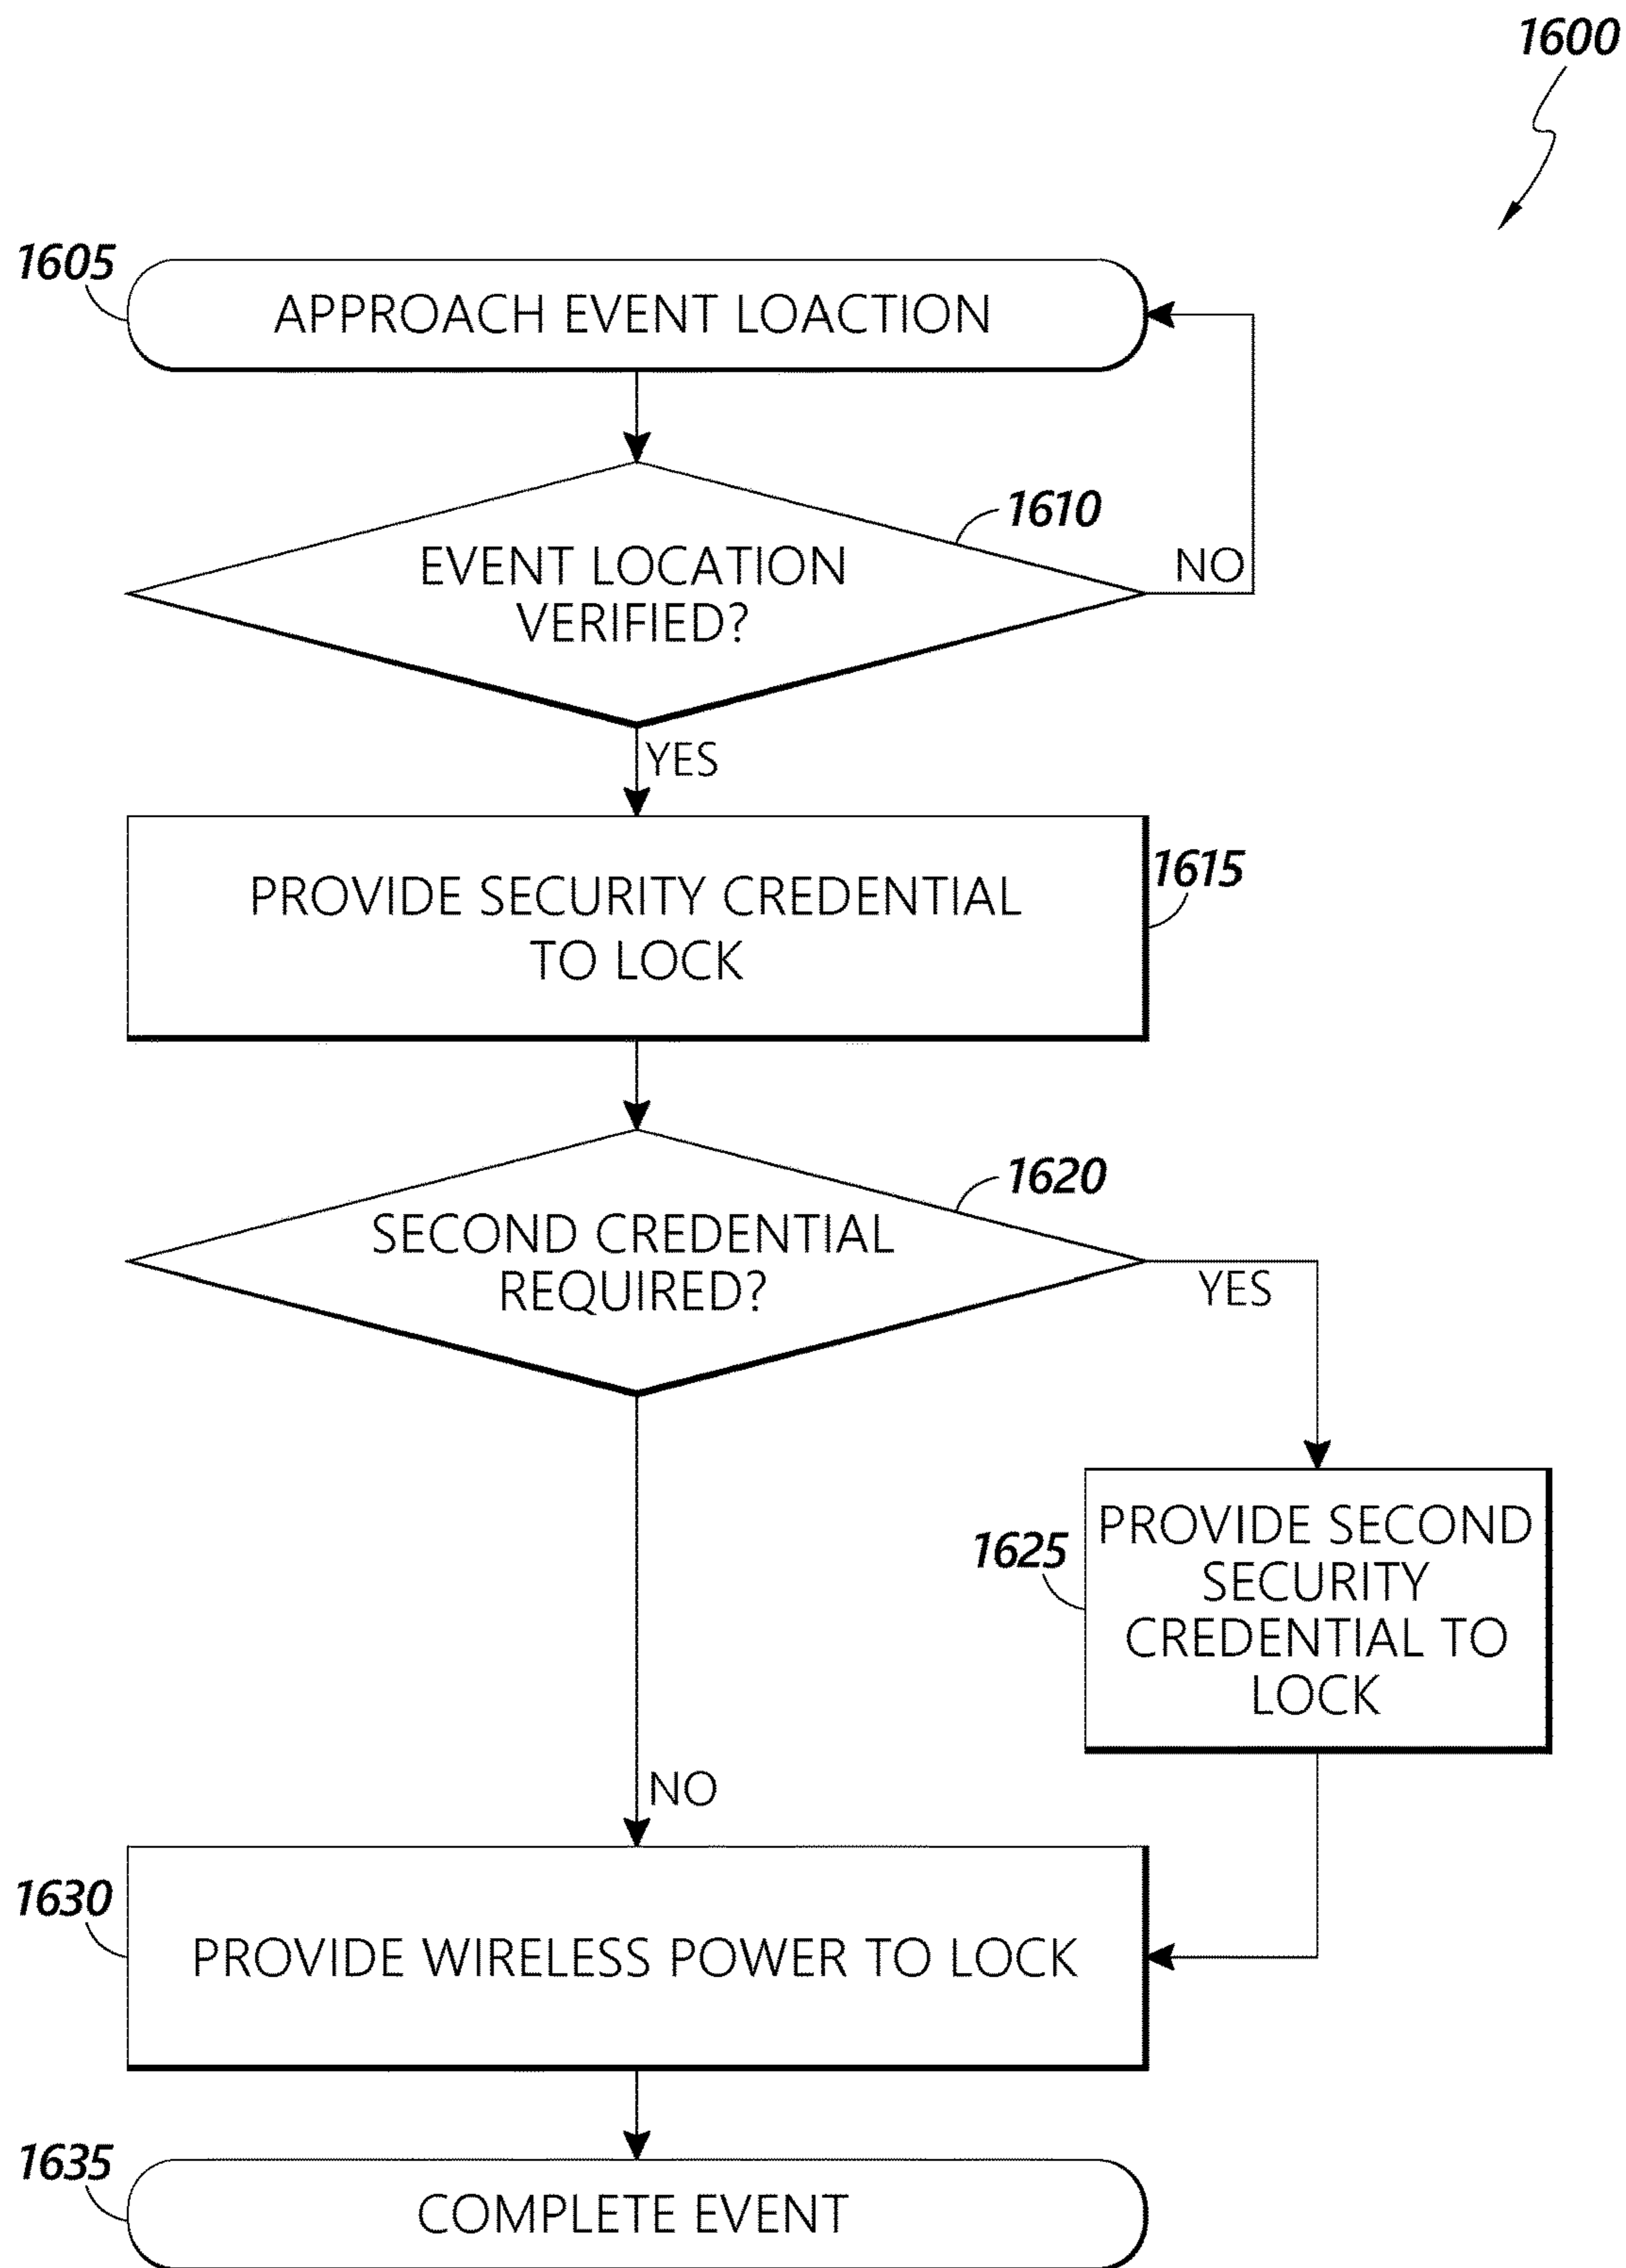 1600
1605
APPROACH EVENT LOACTION
1610
EVENT LOCATION
VERIFIED?
NO
YES
PROVIDE SECURITY CREDENTIAL
TO LOCK
1615
1620
SECOND CREDENTIAL
REQUIRED?
YES
1625
PROVIDE SECOND
SECURITY
CREDENTIAL TO
LOCK
NO
1630
PROVIDE WIRELESS POWER TO LOCK
1635
COMPLETE EVENT